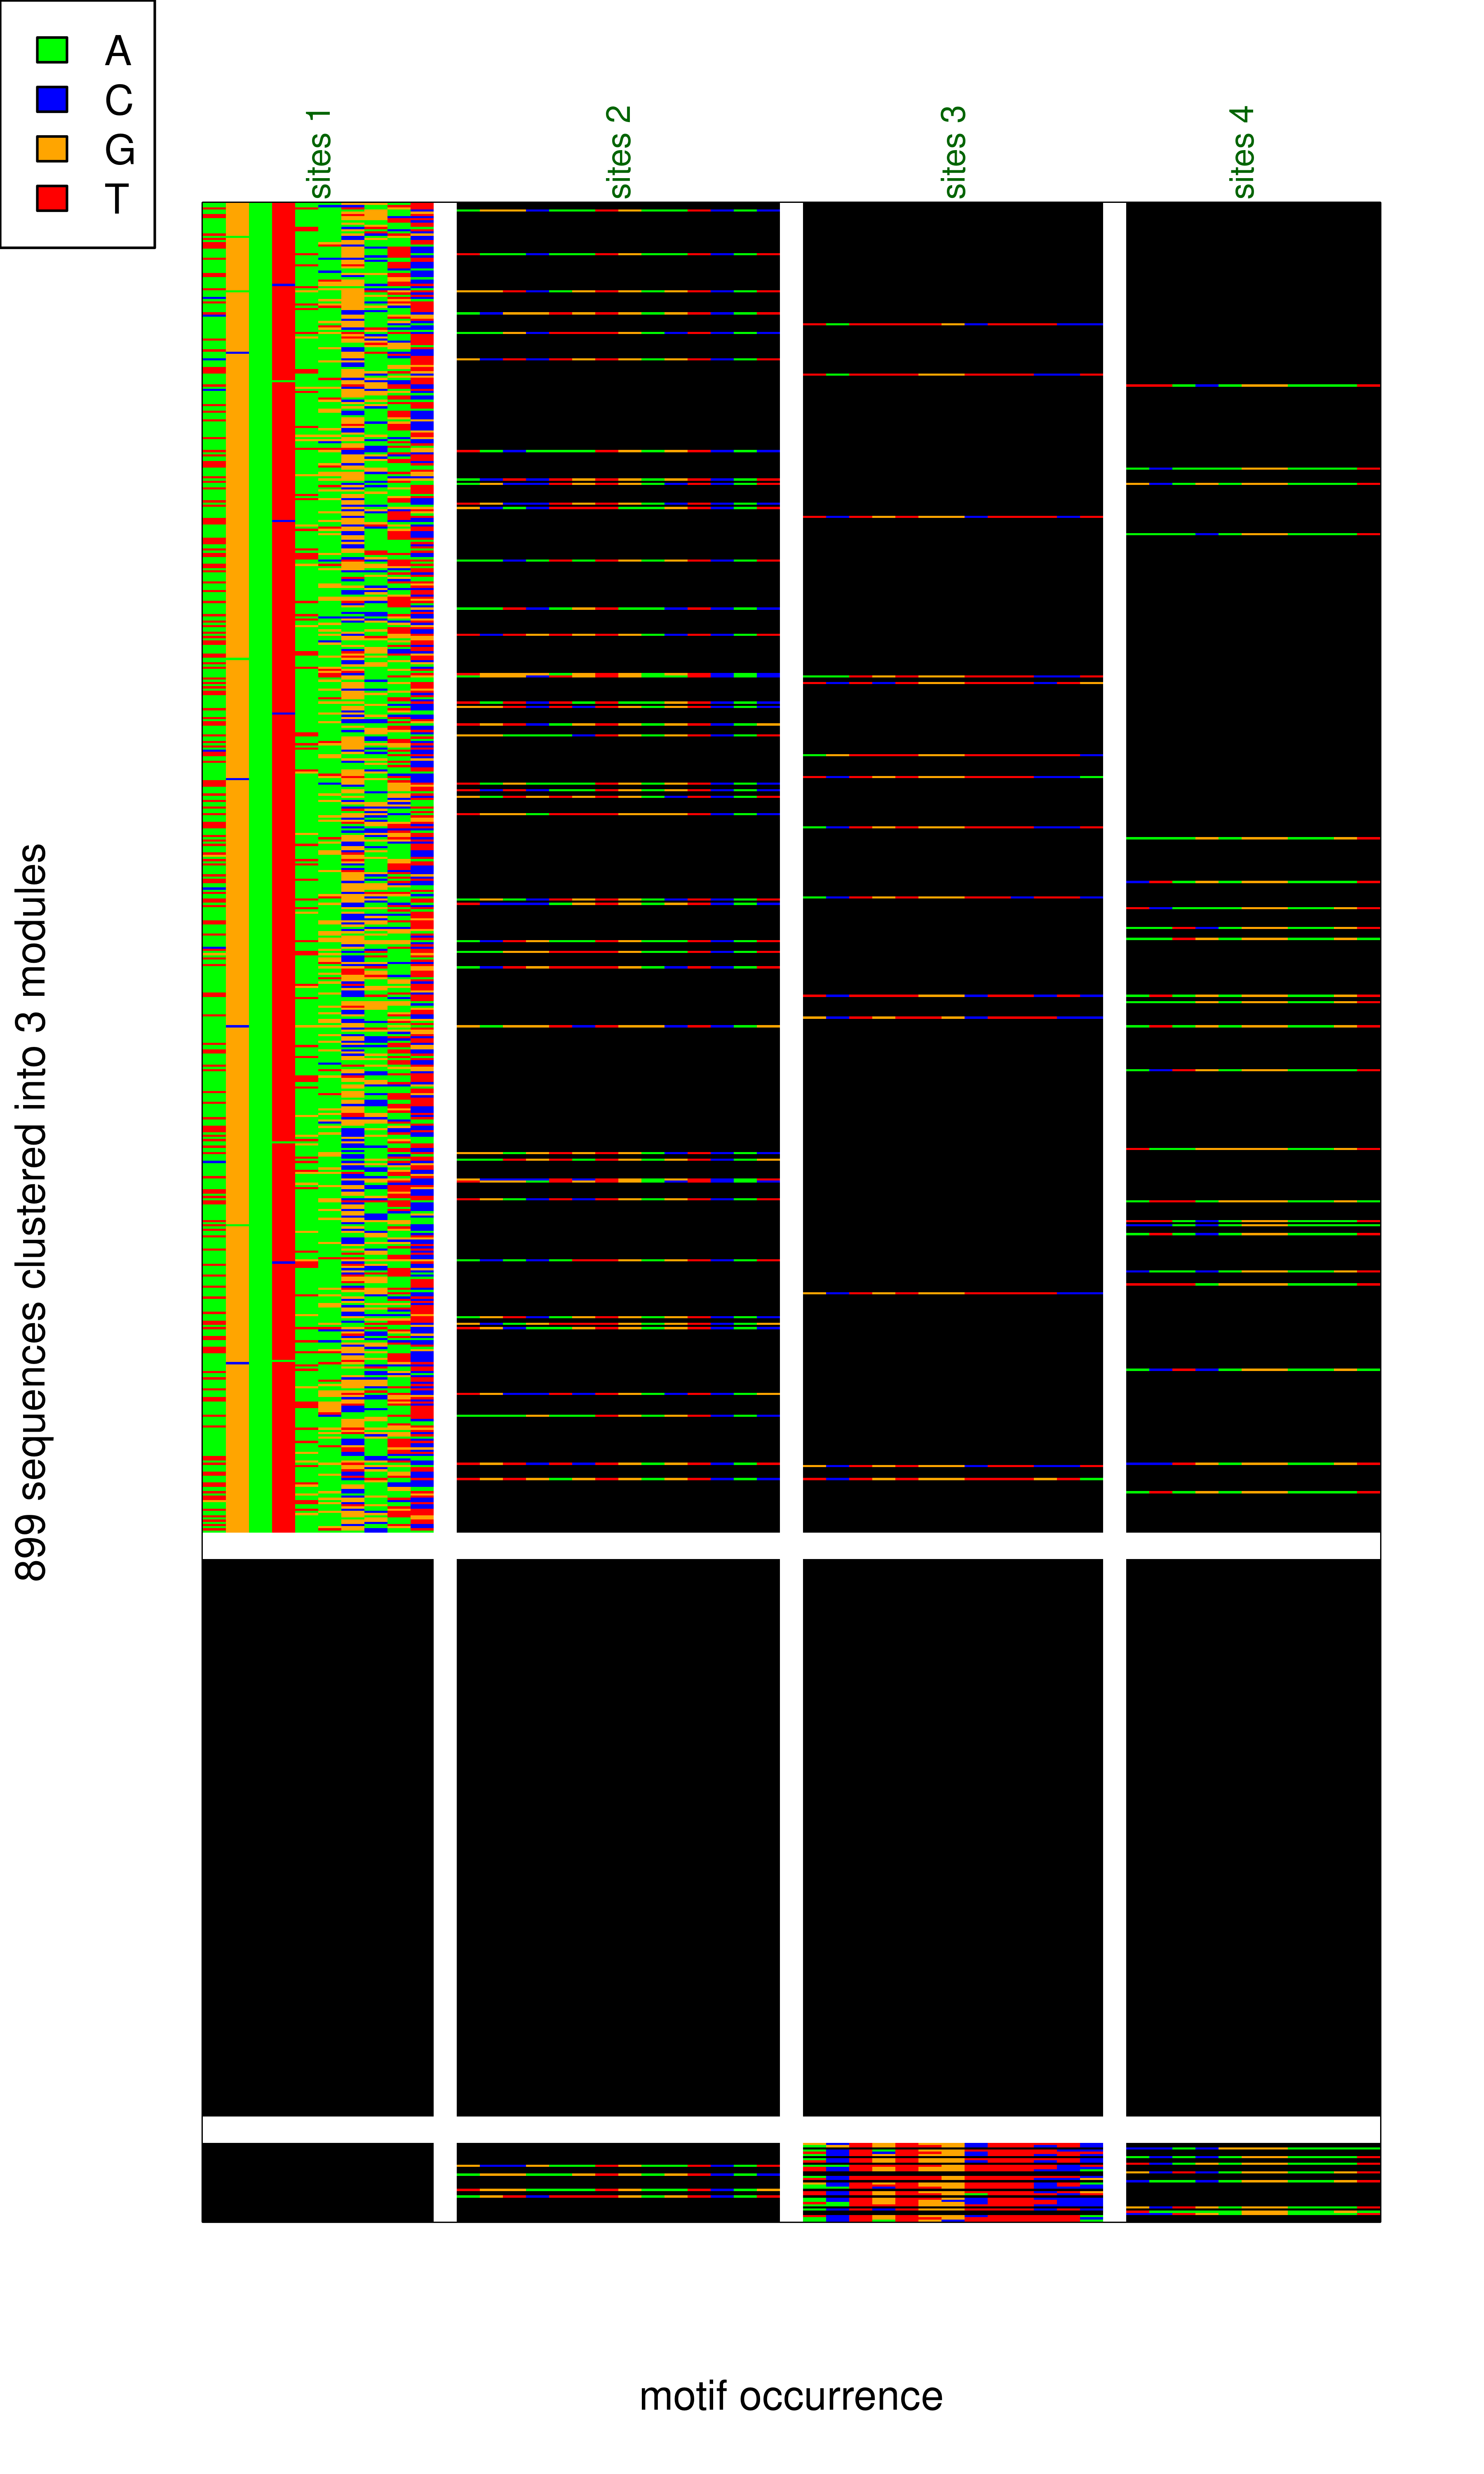 A
C
G
T
sites 1
sites 2
sites 3
sites 4
899 sequences clustered into 3 modules
motif occurrence